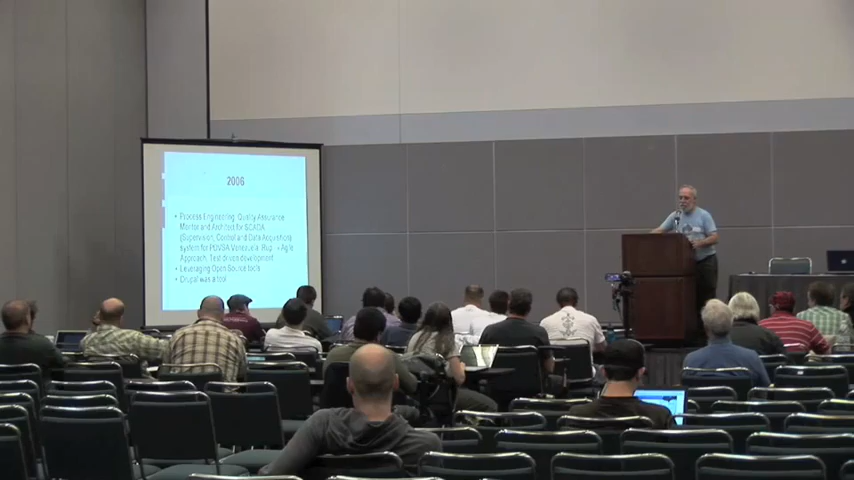 2006
• Process Engineering, Quality Assurance
Mentor and Architect for SCADA
(Supervision, Control and Data Acquisition)
system for PDVSA Venezuela. Rup - Agile
Approach, Test driven development
• Leveraging Open Source tools
• Drupal was a tool